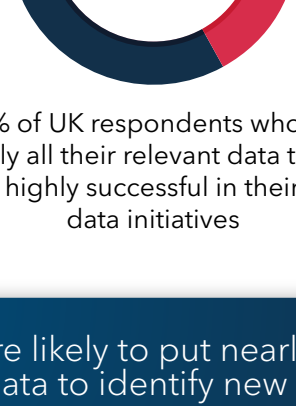 % of UK respondents who
ly all their relevant data t
highly successful in their
data initiatives
re likely to put nearl
ata to identify new